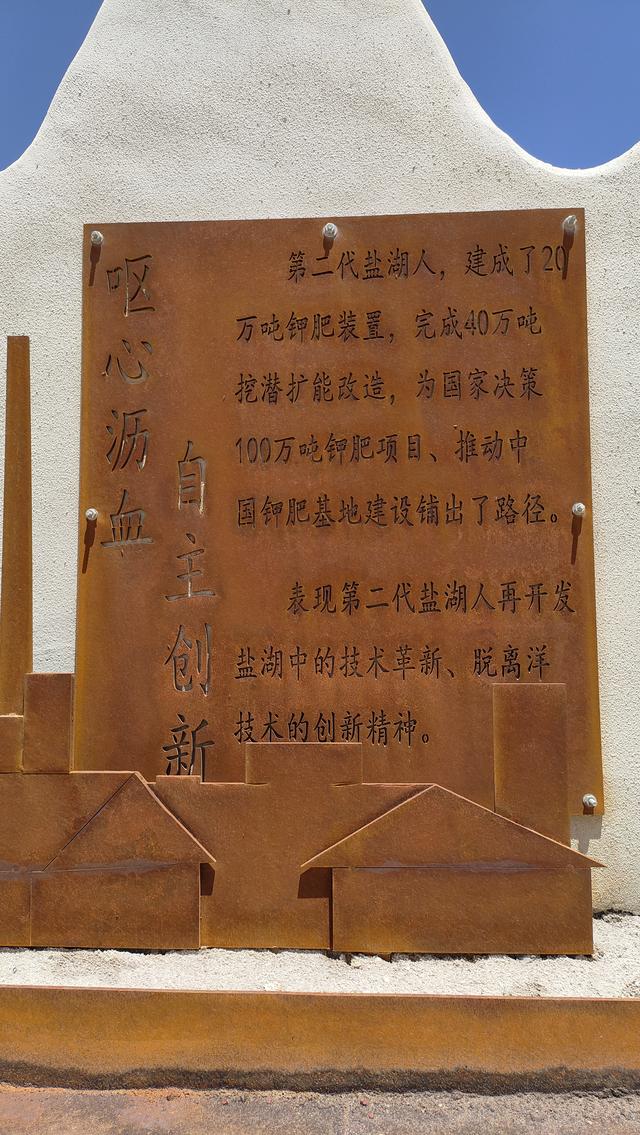 呕心沥血
自主创新
第二代盐湖人，建成了20
万吨钾肥装置，完成40万吨
挖潜扩能改造，为国家决策
100万吨钾肥项目、推动中
国钾肥基地建设铺出了路径。
表现第二代盐湖人再开发
盐湖中的技术革新、脱离洋
技术的创新精神。